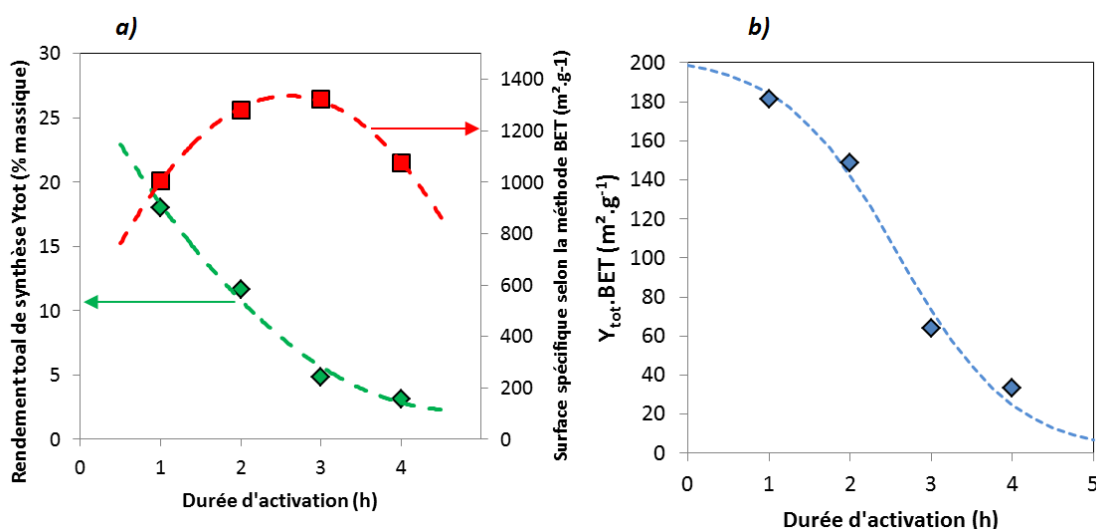 a)
Rendement toal de synthèse Ytot (% massique)
30
25
20
15
10
5
0
0 1 2 3 4
Durée d'activation (h)
1400
1200
1000
800
600
400
200
0
Surface spécifique selon la méthode BET (m².g-1)
b)
Ytot.BET (m².g-1)
200
180
160
140
120
100
80
60
40
20
0
0 1 2 3 4 5
Durée d'activation (h)